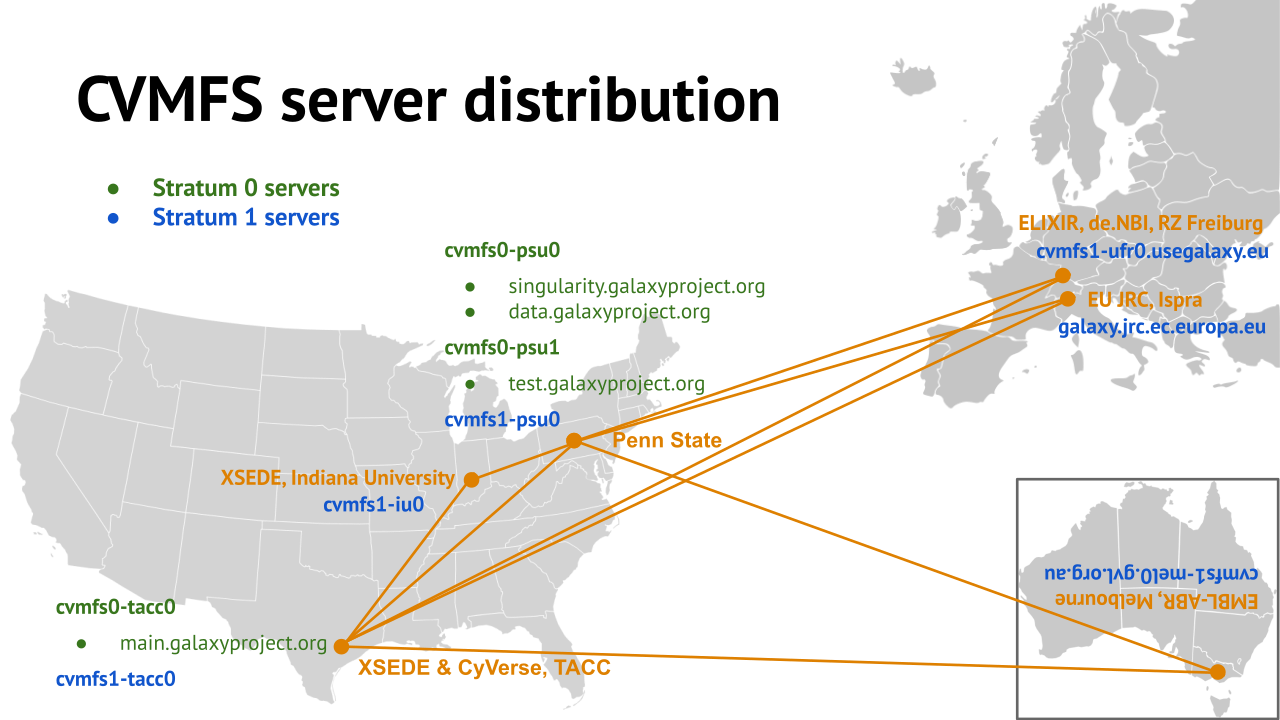 CVMFS server distribution
● Stratum 0 servers
● Stratum 1 servers
cvmfs0-psu0
● singularity.galaxyproject.org
● data.galaxyproject.org
cvmfs0-psu1
● test.galaxyproject.org
cvmfs1-psu0
Penn State
XSEDE, Indiana University
cvmfs1-iu0
cvmfs0-tacc0
● main.galaxyproject.org
cvmfs1-tacc0
XSEDE & CyVerse, TACC
ELIXIR, de.NBI, RZ Freiburg
cvmfs1-ufr0.usegalaxy.eu
EU JRC, Ispra
galaxy.jrc.ec.europa.eu
EMBL-ABR, Melbourne
cvmfs1-mel0.gvl.org.au